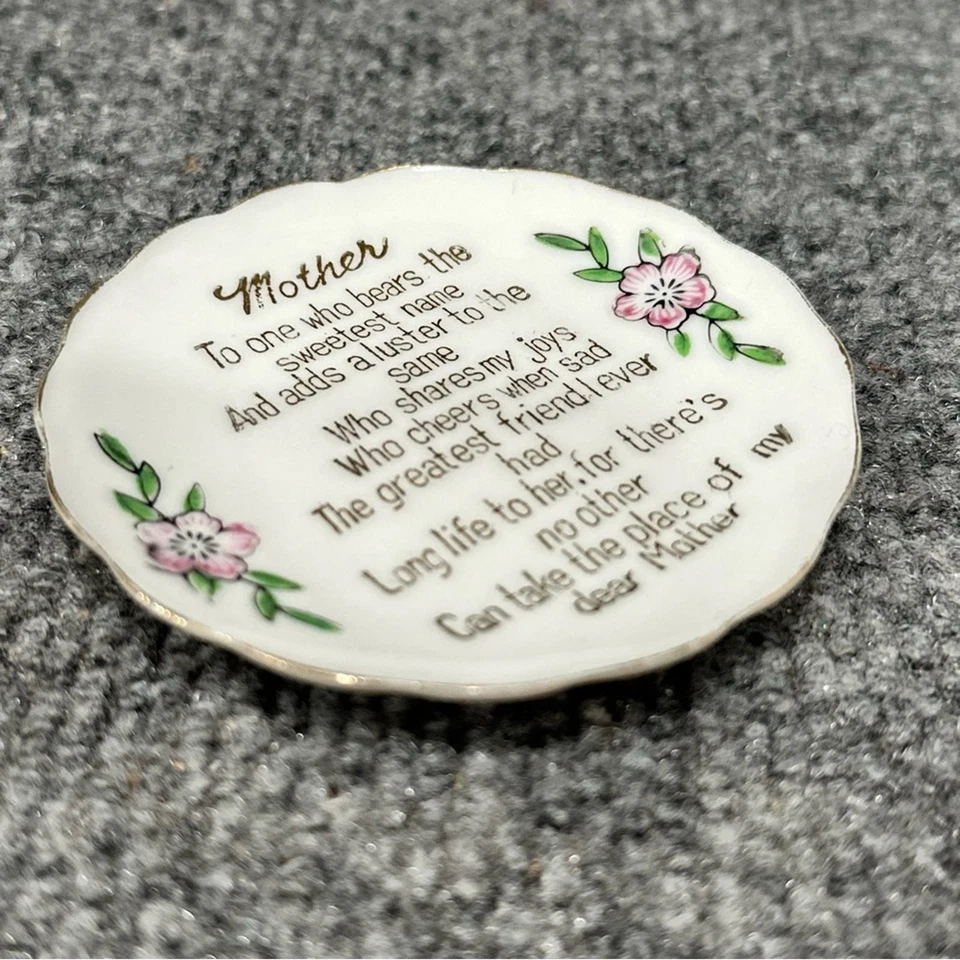 Mother
To one who bears the
sweetest name
And adds a luster to the
same
Who shares my joys
Who cheers when sad
The greatest friend I ever
had
Long life to her, for there's
no other
Can take the place of my
dear Mother